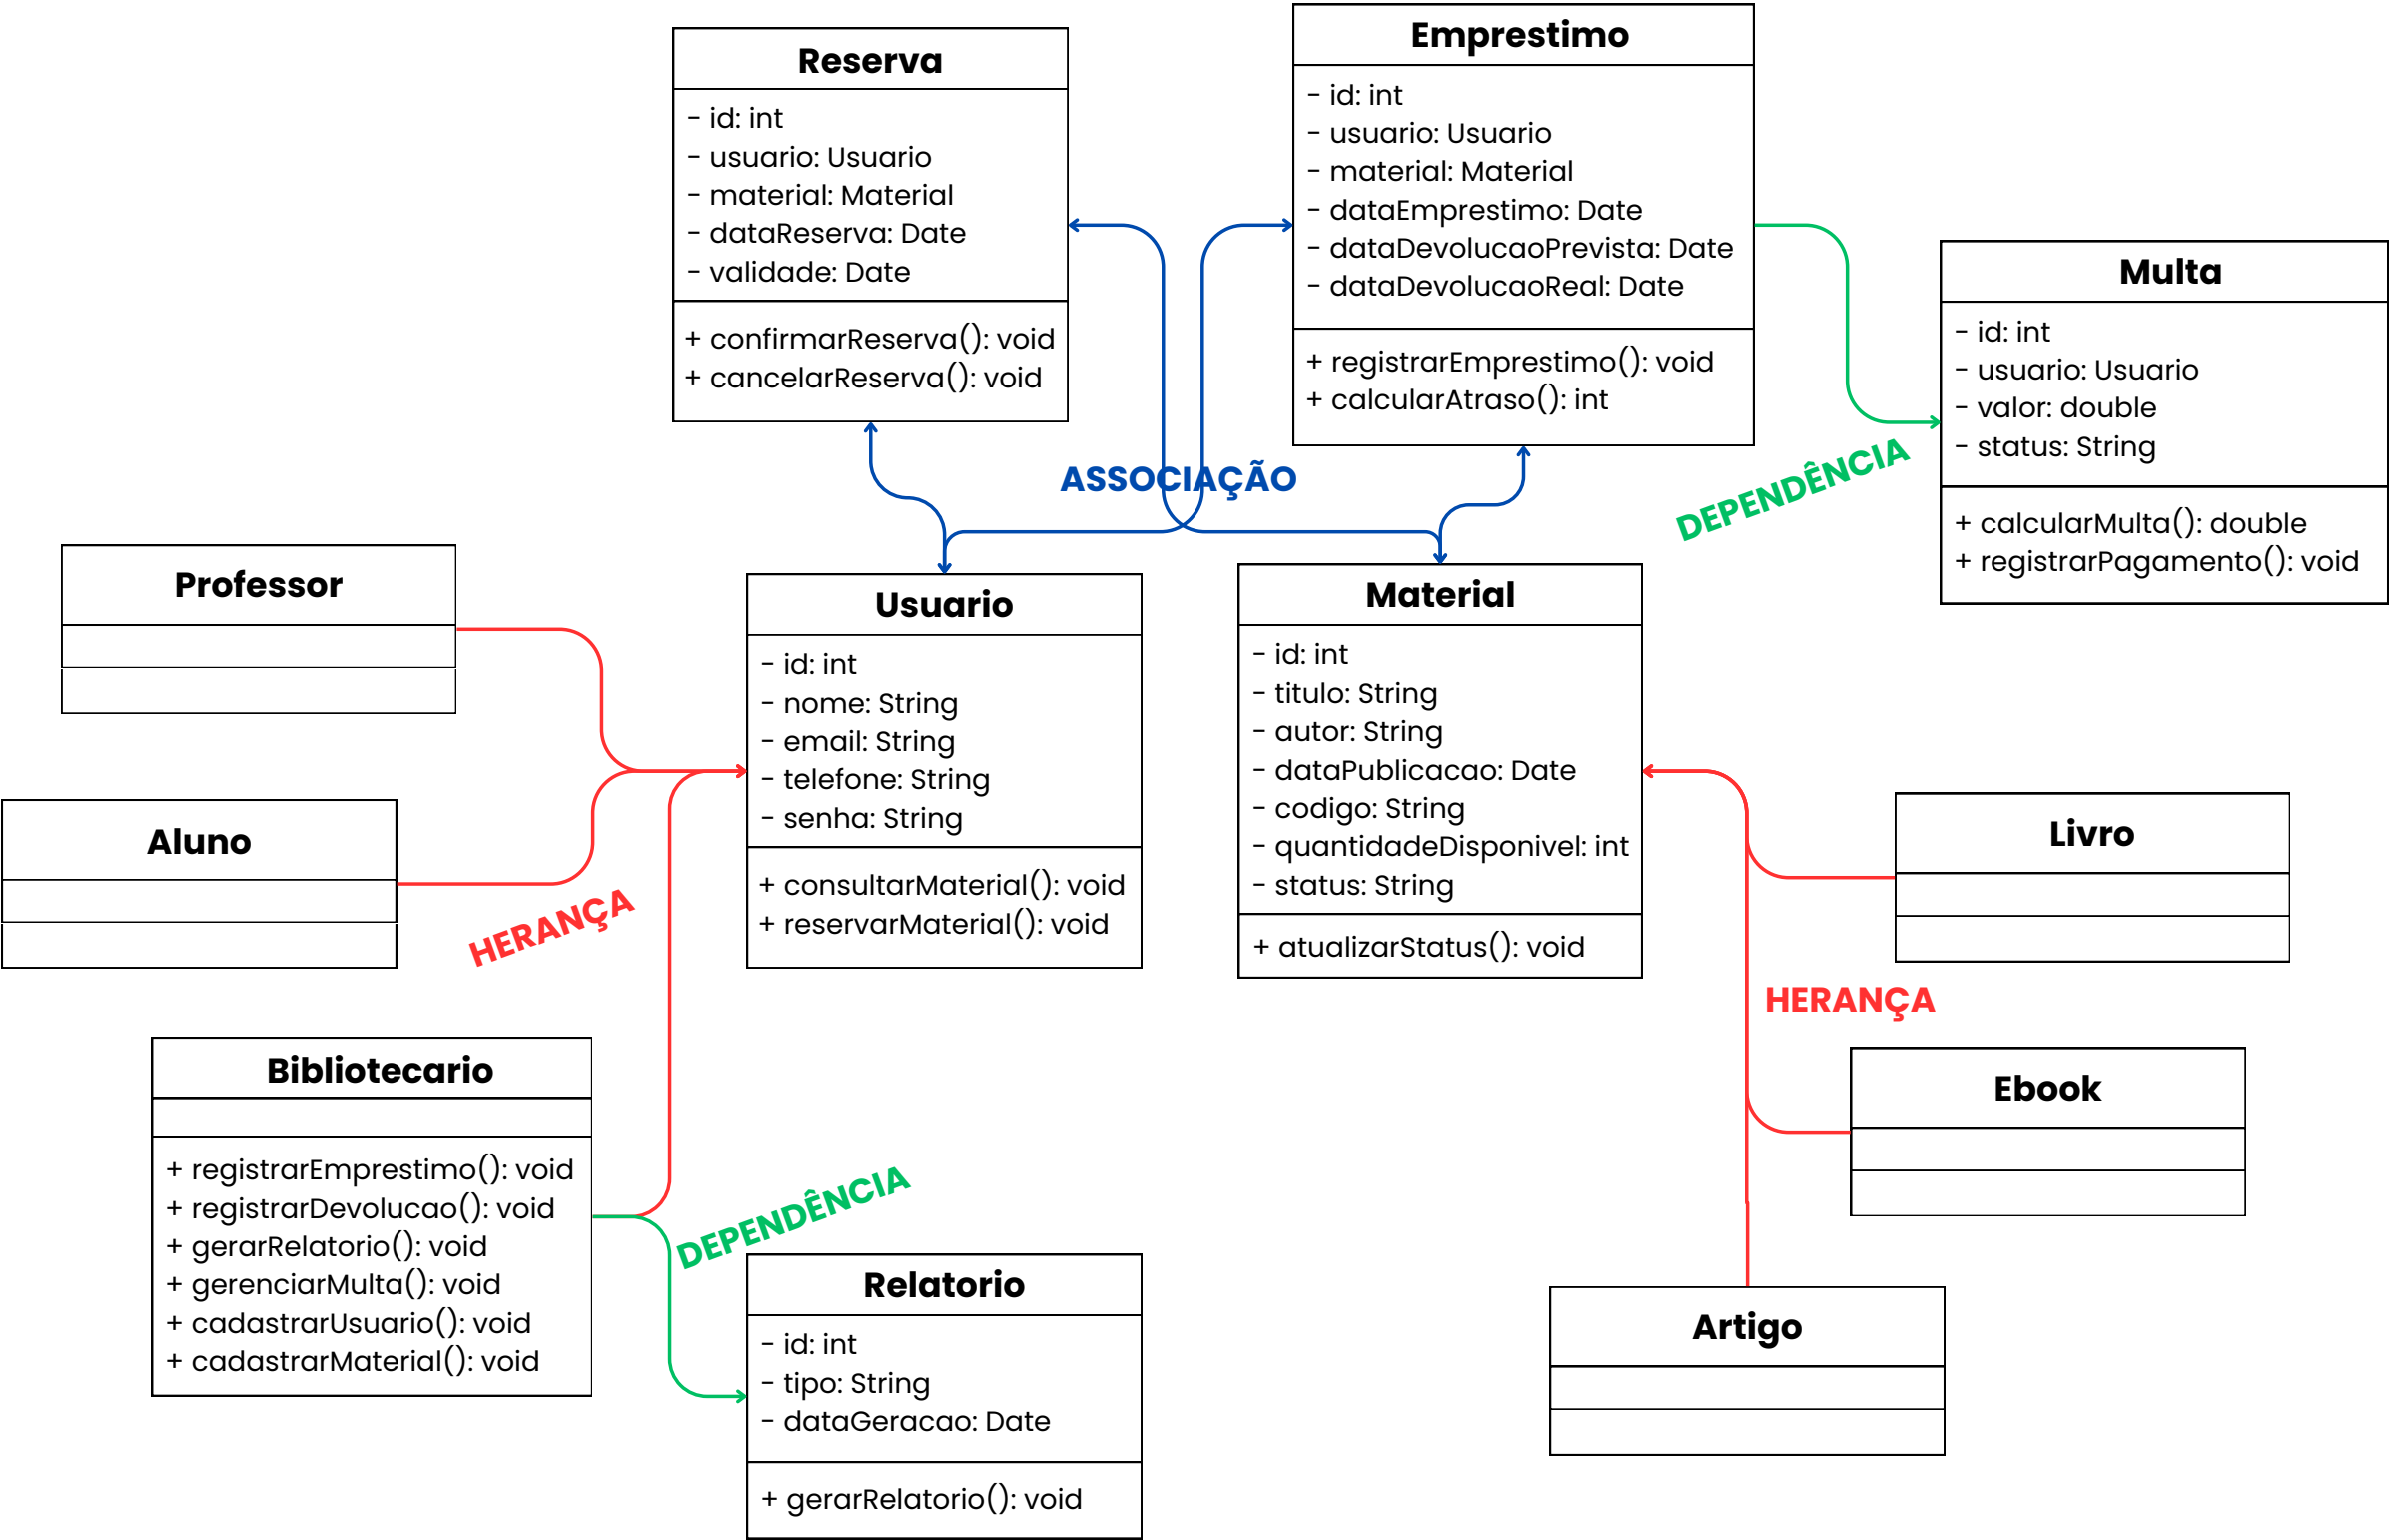 Reserva
- id: int
- usuario: Usuario
- material: Material
- dataReserva: Date
- validade: Date
+ confirmarReserva(): void
+ cancelarReserva(): void
Emprestimo
- id: int
- usuario: Usuario
- material: Material
- dataEmprestimo: Date
- dataDevolucaoPrevista: Date
- dataDevolucaoReal: Date
+ registrarEmprestimo(): void
+ calcularAtraso(): int
Multa
- id: int
- usuario: Usuario
- valor: double
- status: String
+ calcularMulta(): double
+ registrarPagamento(): void
ASSOCIAÇÃO
DEPENDÊNCIA
Professor
Usuario
- id: int
- nome: String
- email: String
- telefone: String
- senha: String
+ consultarMaterial(): void
+ reservarMaterial(): void
Material
- id: int
- titulo: String
- autor: String
- dataPublicacao: Date
- codigo: String
- quantidadeDisponivel: int
- status: String
+ atualizarStatus(): void
Aluno
HERANÇA
Livro
HERANÇA
Bibliotecario
+ registrarEmprestimo(): void
+ registrarDevolucao(): void
+ gerarRelatorio(): void
+ gerenciarMulta(): void
+ cadastrarUsuario(): void
+ cadastrarMaterial(): void
DEPENDÊNCIA
Ebook
Relatorio
- id: int
- tipo: String
- dataGeracao: Date
+ gerarRelatorio(): void
Artigo